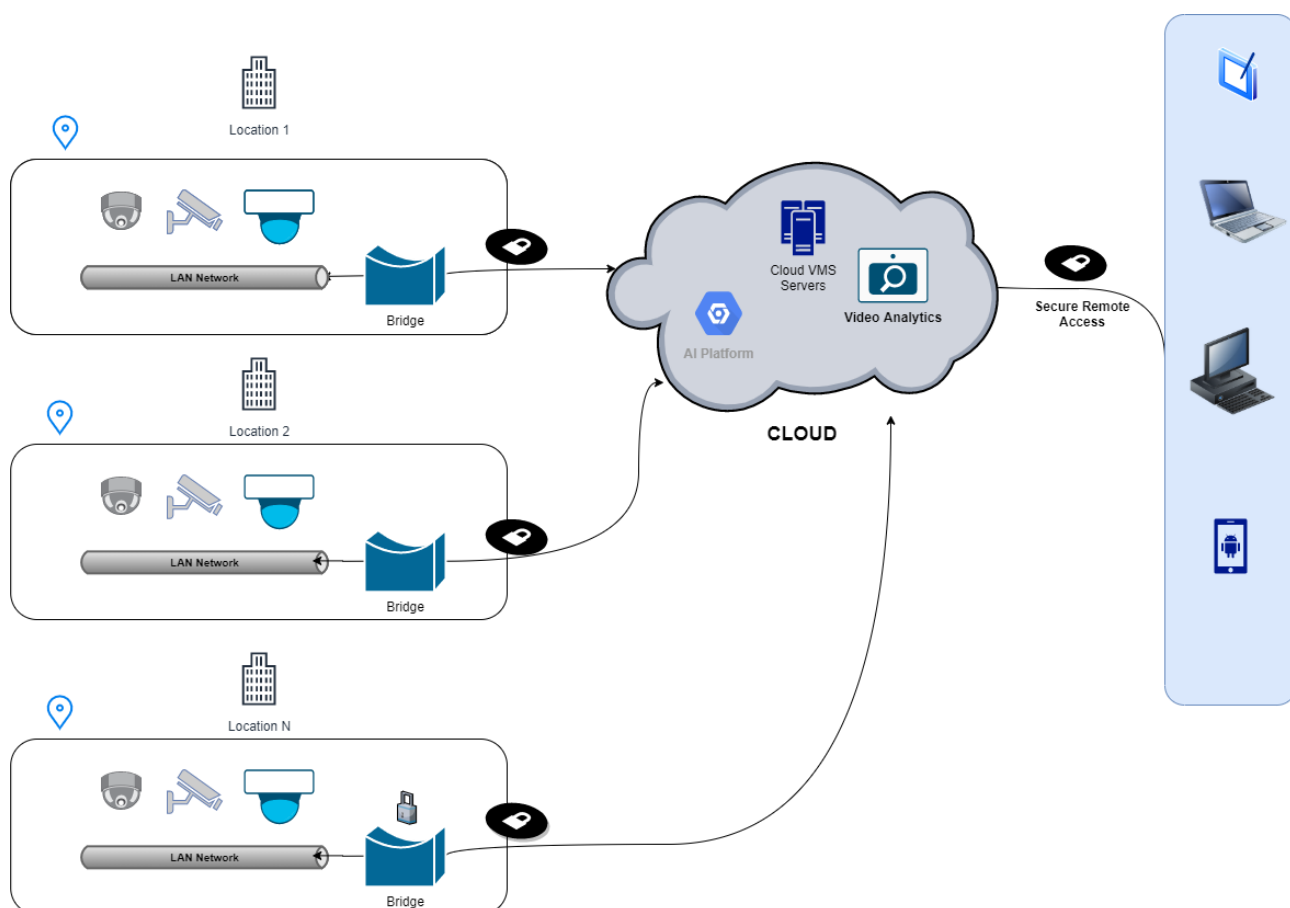 Location 1
LAN Network
Bridge
Location 2
LAN Network
Bridge
Location N
LAN Network
Bridge
Cloud VMS
Servers
Video Analytics
AI Platform
CLOUD
Secure Remote
Access